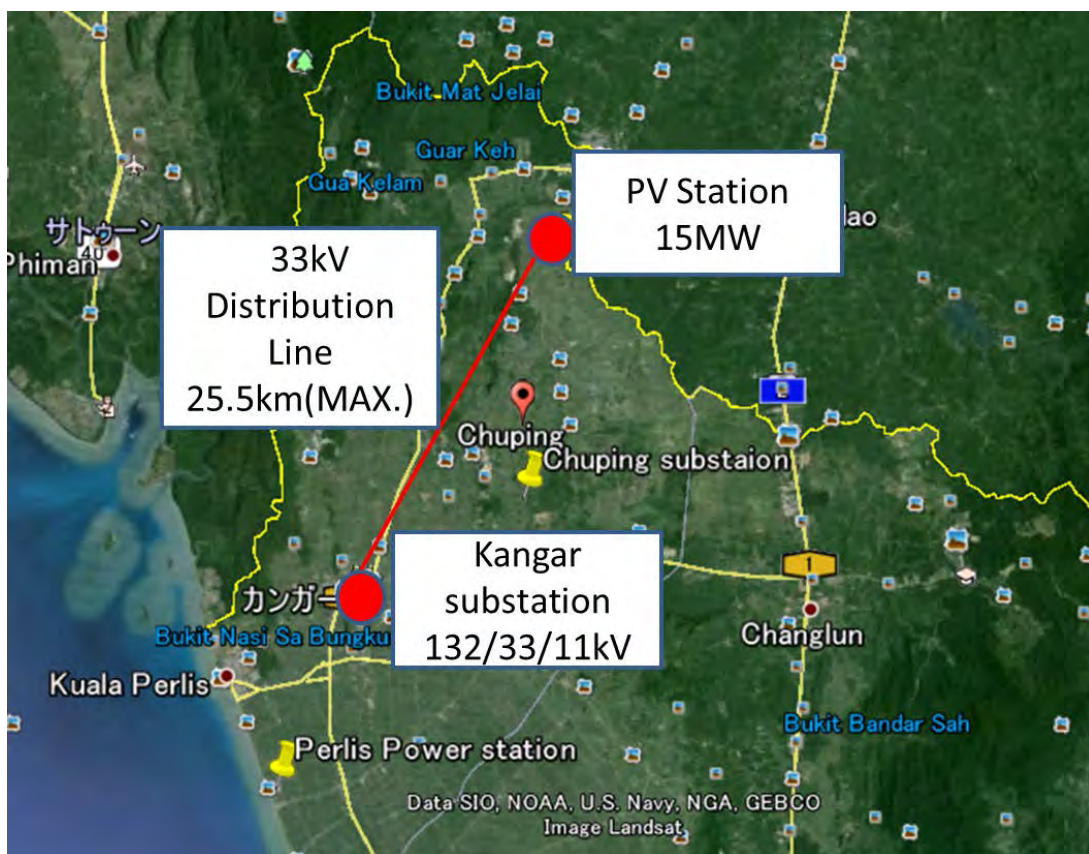 Bukit Mat Jelai
Guar Keh
Gua Kelam
PV Station
15MW
サトゥーン
Phiman
33kV
Distribution
Line
25.5km(MAX.)
Chuping
Chuping substaion
Kangar
substation
132/33/11kV
カンガー
Bukit Nasi Sa Bungku
1
Changlun
Kuala Perlis
Bukit Bandar Sah
Perlis Power station
Data SIO, NOAA, U.S. Navy, NGA, GEBCO
Image Landsat